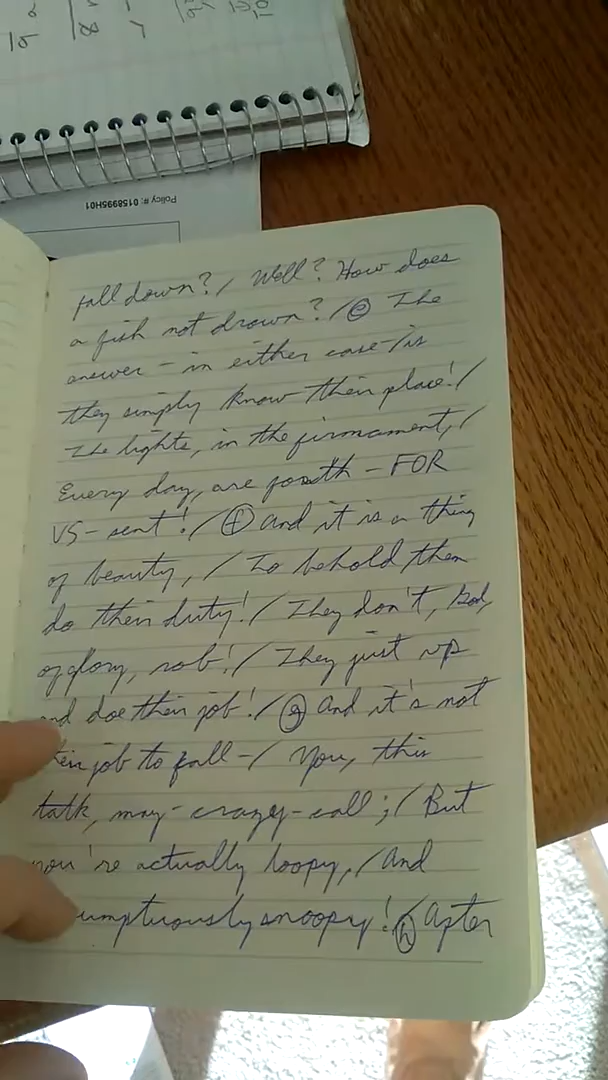 Policy #: 0158995H01
fall down? / Well? How does
a fish not drown? / ⓔ The
answer - in either case - / is
they simply know their place! /
The lights, in the firmament, /
Every day, are forth - FOR
US - sent! / ⓕ And it is a thing
of beauty, / To behold them
do their duty! / They don't, God,
of glory, rob! / They just up
and doe their job! / ⓖ And it's not
their job to fall - / You, this
talk, may - crazy - call; / But
you're actually loopy, / And
umptuously snoopy! / ⓗ After